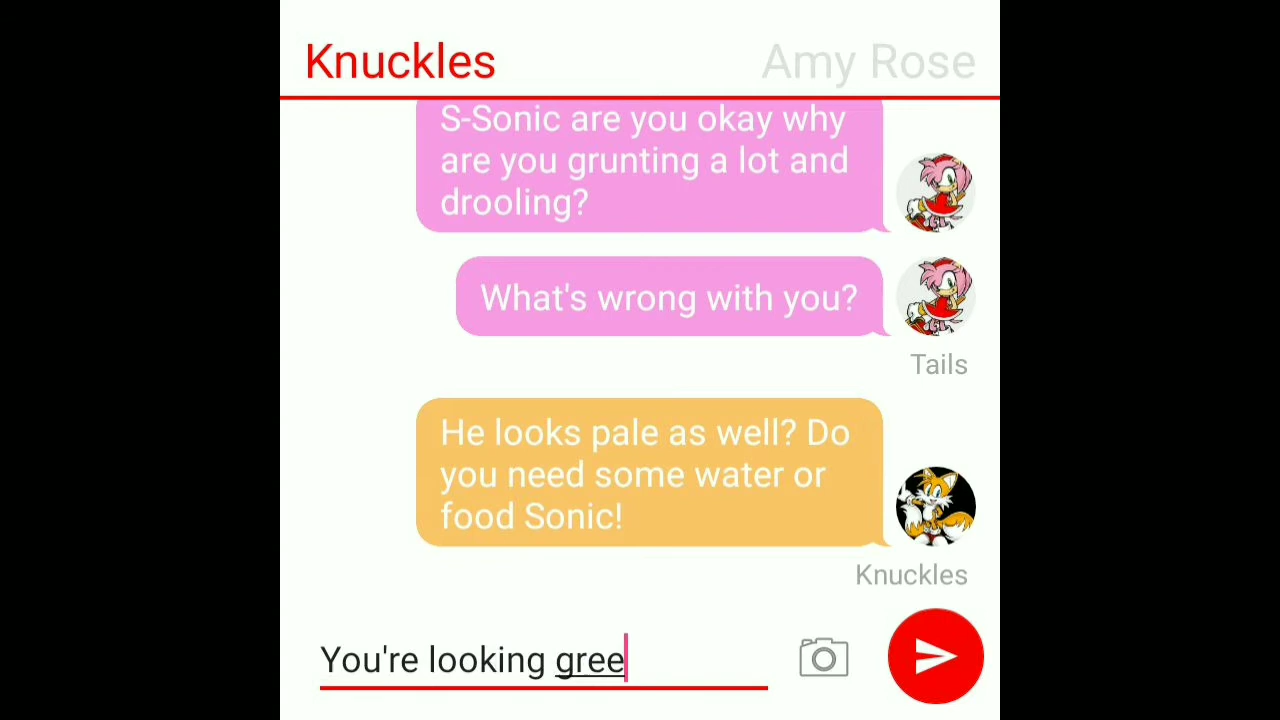 Knuckles
Amy Rose
S-Sonic are you okay why
are you grunting a lot and
drooling?
What's wrong with you?
Tails
He looks pale as well? Do
you need some water or
food Sonic!
Knuckles
You're looking gree